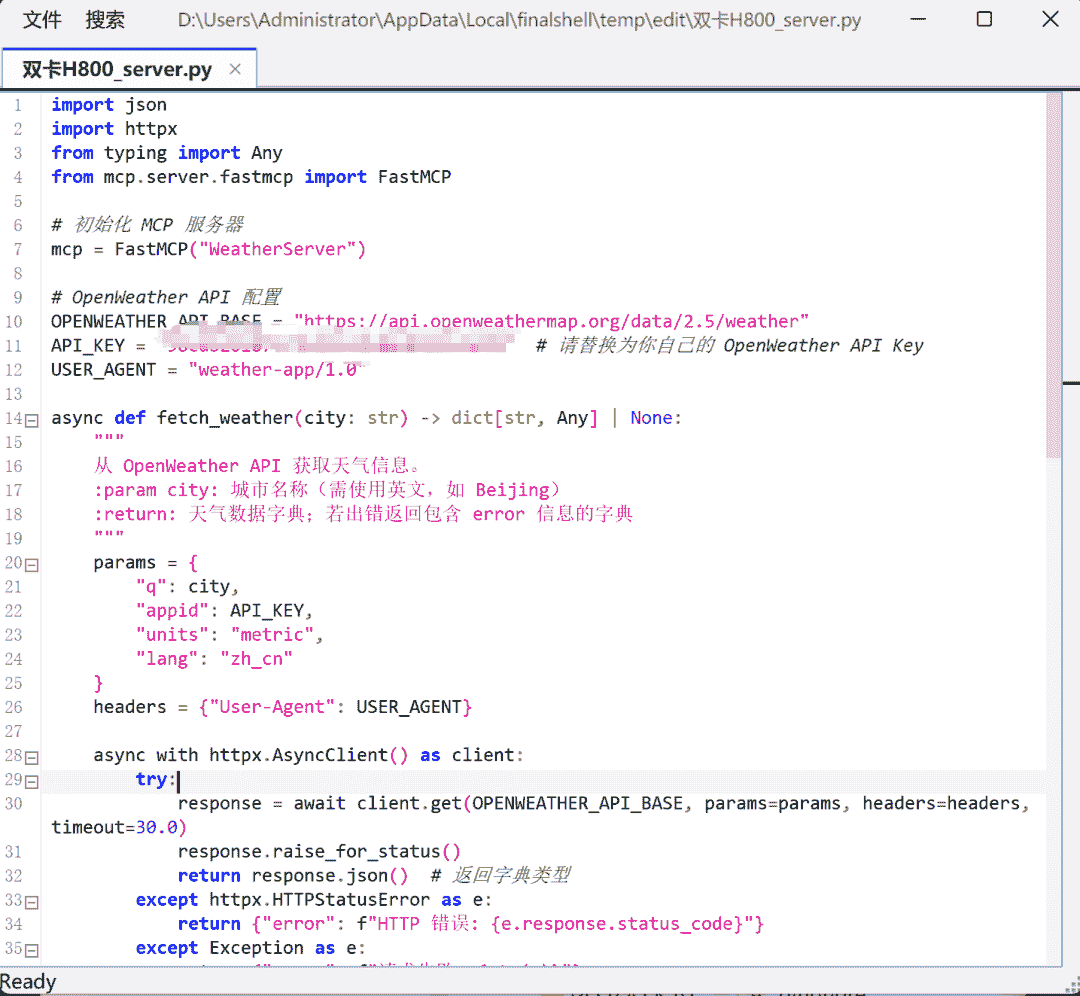 文件 搜索 D:\Users\Administrator\AppData\Local\finalshell\temp\edit\双卡H800_server.py
双卡H800_server.py
1 import json
2 import httpx
3 from typing import Any
4 from mcp.server.fastmcp import FastMCP
5
6 # 初始化 MCP 服务器
7 mcp = FastMCP("WeatherServer")
8
9 # OpenWeather API 配置
10 OPENWEATHER_API_BASE = "https://api.openweathermap.org/data/2.5/weather"
11 API_KEY = # 请替换为你自己的 OpenWeather API Key
12 USER_AGENT = "weather-app/1.0"
13
14 async def fetch_weather(city: str) -> dict[str, Any] | None:
15 """
16 从 OpenWeather API 获取天气信息。
17 :param city: 城市名称（需使用英文，如 Beijing）
18 :return: 天气数据字典；若出错返回包含 error 信息的字典
19 """
20 params = {
21 "q": city,
22 "appid": API_KEY,
23 "units": "metric",
24 "lang": "zh_cn"
25 }
26 headers = {"User-Agent": USER_AGENT}
27
28 async with httpx.AsyncClient() as client:
29 try:
30 response = await client.get(OPENWEATHER_API_BASE, params=params, headers=headers,
timeout=30.0)
31 response.raise_for_status()
32 return response.json() # 返回字典类型
33 except httpx.HTTPStatusError as e:
34 return {"error": f"HTTP 错误: {e.response.status_code}"}
35 except Exception as e:
Ready